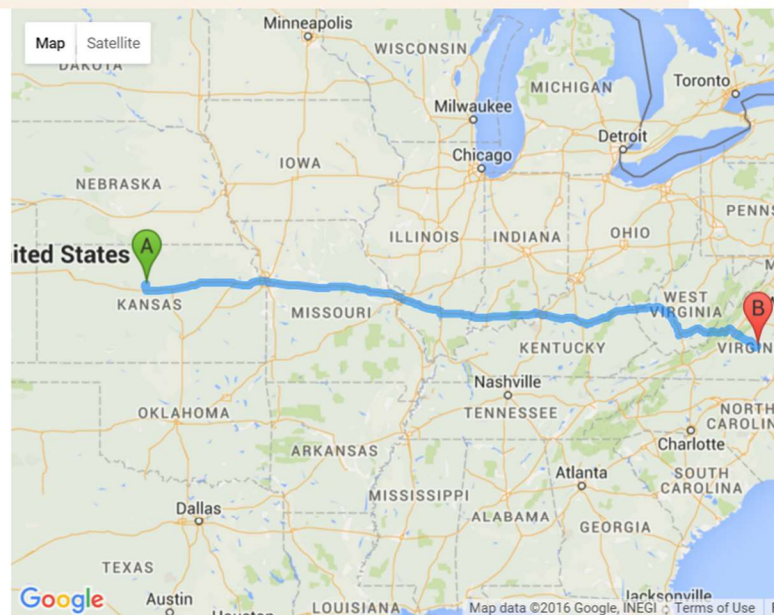 Map Satellite
Minneapolis
WISCONSIN
DAKOTA
MICHIGAN
Toronto
Milwaukee
Detroit
Chicago
IOWA
NEBRASKA
PENNS
ILLINOIS
INDIANA
OHIO
ited States
A
KANSAS
MISSOURI
WEST
VIRGINIA
B
VIRGIN
KENTUCKY
Nashville
TENNESSEE
OKLAHOMA
NORTH
CAROLIN
ARKANSAS
Charlotte
Atlanta
SOUTH
CAROLINA
MISSISSIPPI
ALABAMA
GEORGIA
Dallas
TEXAS
Austin
Jacksonville
Houston
LOUISIANA
Google
Map data ©2016 Google, INEGI
Terms of Use